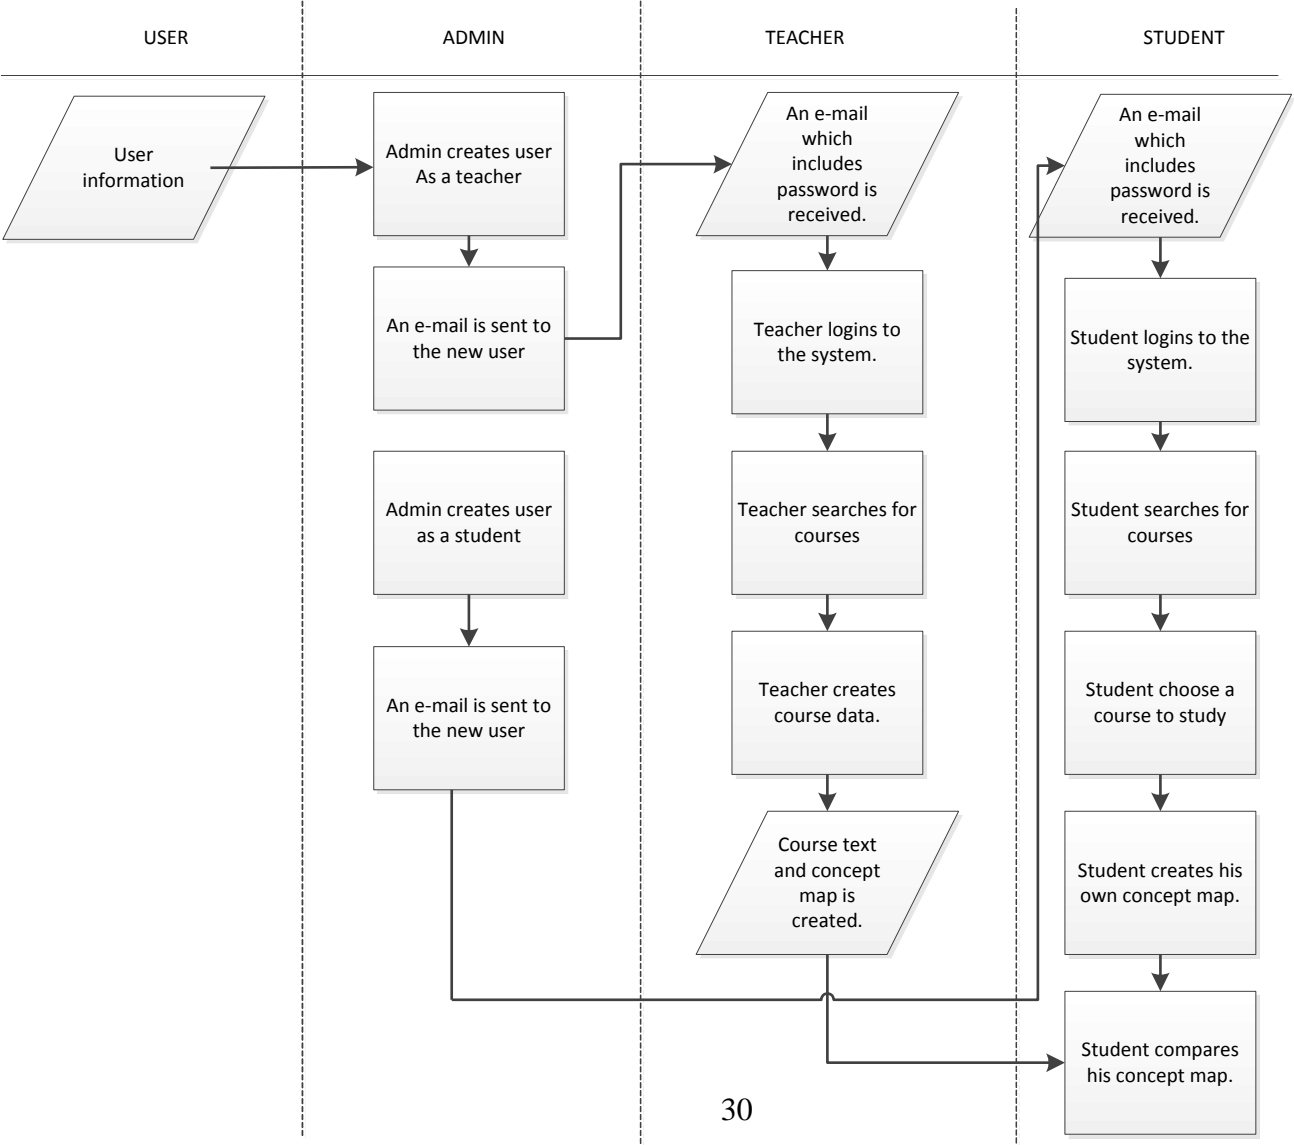 USER
ADMIN
TEACHER
STUDENT
User
information
Admin creates user
As a teacher
An e-mail is sent to
the new user
Admin creates user
as a student
An e-mail is sent to
the new user
An e-mail
which
includes
password is
received.
Teacher logins to
the system.
Teacher searches for
courses
Teacher creates
course data.
Course text
and concept
map is
created.
An e-mail
which
includes
password is
received.
Student logins to the
system.
Student searches for
courses
Student choose a
course to study
Student creates his
own concept map.
Student compares
his concept map.
30